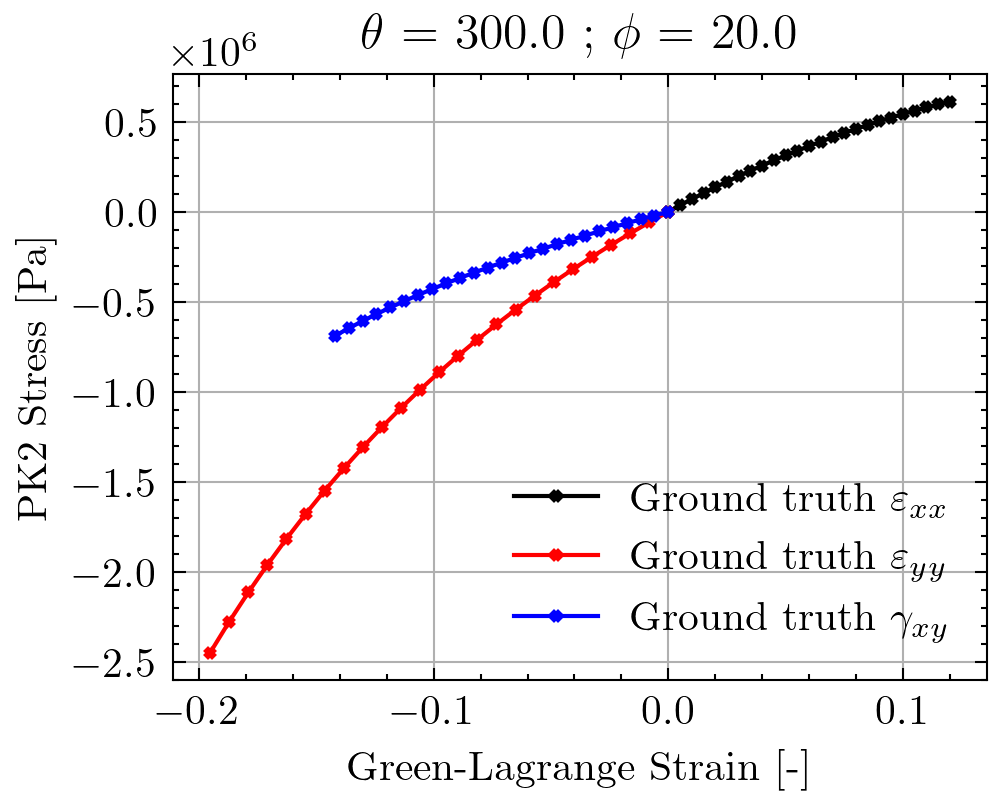 θ = 300.0 ; ϕ = 20.0
×10⁶
0.5
0.0
−0.5
−1.0
−1.5
−2.0
−2.5
PK2 Stress [Pa]
Ground truth εₓₓ
Ground truth ε_yy
Ground truth γ_xy
−0.2
−0.1
0.0
0.1
Green-Lagrange Strain [-]